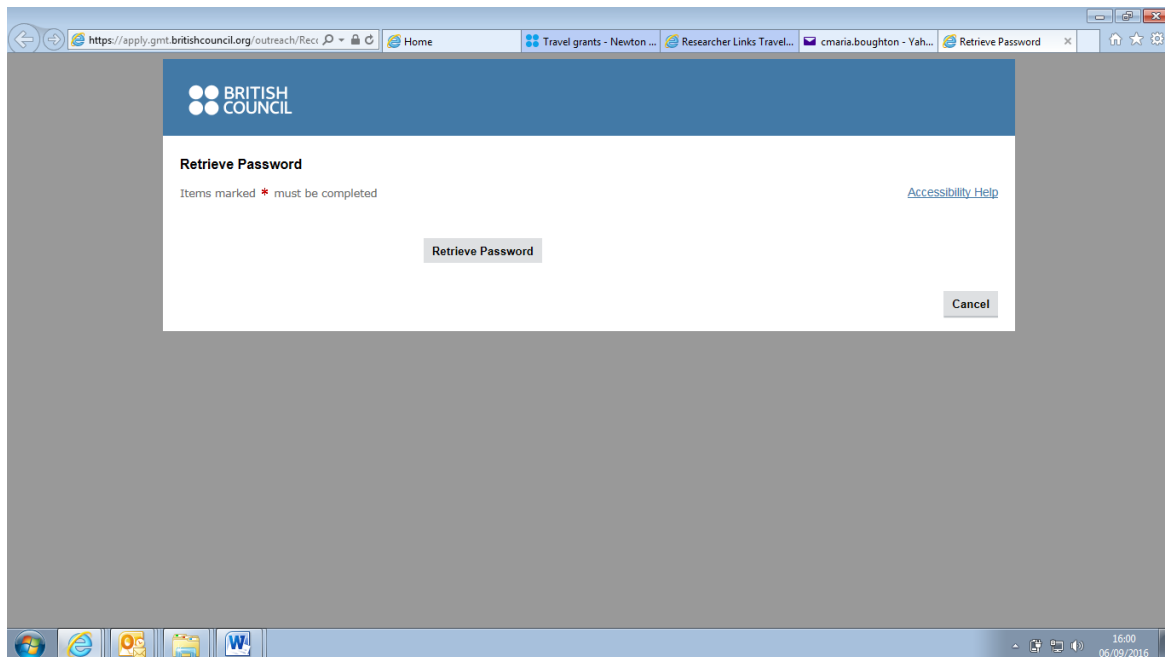 https://apply.gmt.britishcouncil.org/outreach/Reco
Home
Travel grants - Newton ...
Researcher Links Travel...
cmaria.boughton - Yah...
Retrieve Password
BRITISH
COUNCIL
Retrieve Password
Items marked * must be completed
Accessibility Help
Retrieve Password
Cancel
16:00
06/09/2016